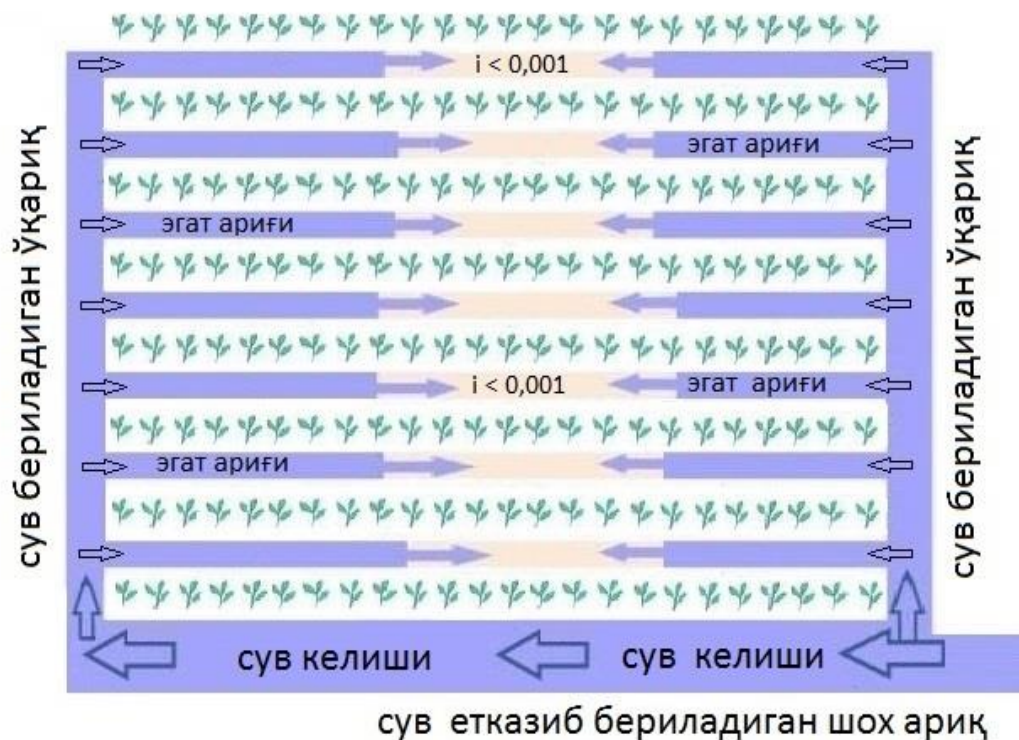 i < 0,001
эгат ариғи
эгат ариғи
i < 0,001
эгат ариғи
эгат ариғи
сув бериладиган ўқариқ
сув бериладиган ўқариқ
сув келиши
сув келиши
сув етказиб бериладиган шох ариқ